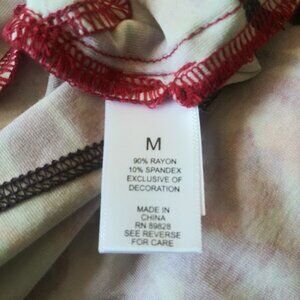 M
90% RAYON
10% SPANDEX
EXCLUSIVE OF
DECORATION
MADE IN
CHINA
RN 89828
SEE REVERSE
FOR CARE